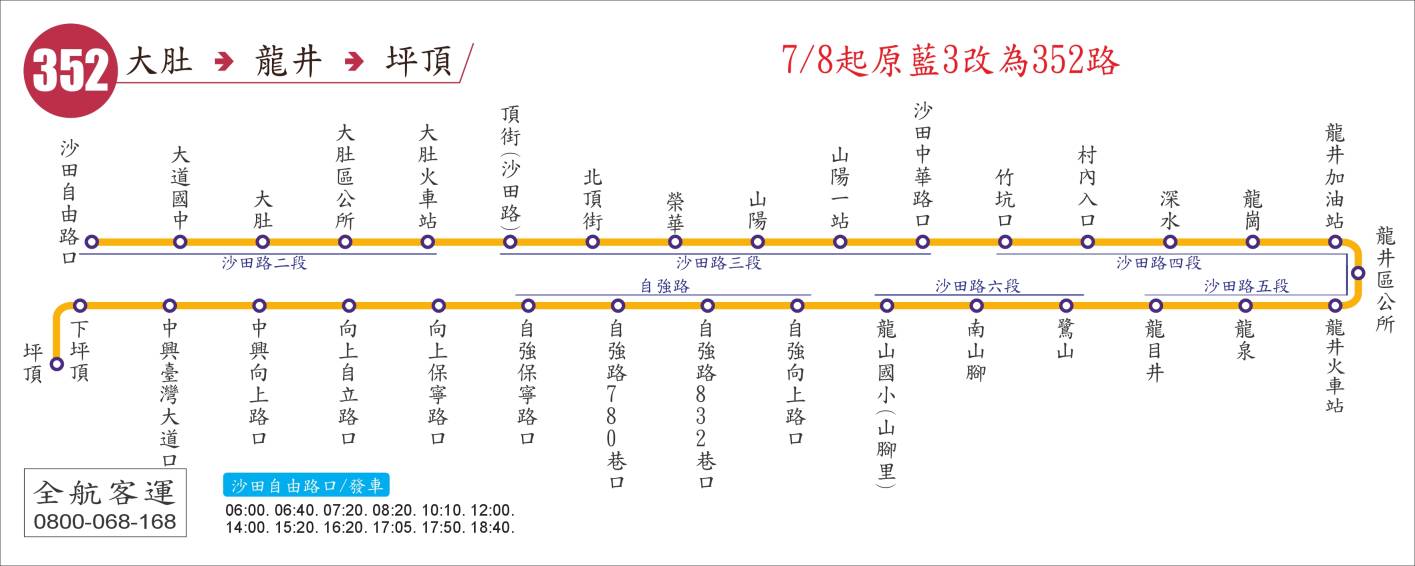 352 大肚 → 龍井 → 坪頂
7/8起原藍3改為352路
沙田自由路口
大道國中
大肚
大肚區公所
大肚火車站
頂街(沙田路)
北頂街
榮華
山陽
山陽一站
沙田中華路口
竹坑口
村內入口
深水
龍崗
龍井加油站
龍井區公所
沙田路二段
沙田路三段
沙田路四段
自強路
沙田路六段
沙田路五段
坪頂
下坪頂
中興臺灣大道口
中興向上路口
向上自立路口
向上保寧路口
自強保寧路口
自強路780巷口
自強路832巷口
自強向上路口
龍山國小(山腳里)
南山腳
鷺山
龍目井
龍泉
龍井火車站
全航客運
0800-068-168
沙田自由路口/發車
06:00. 06:40. 07:20. 08:20. 10:10. 12:00.
14:00. 15:20. 16:20. 17:05. 17:50. 18:40.